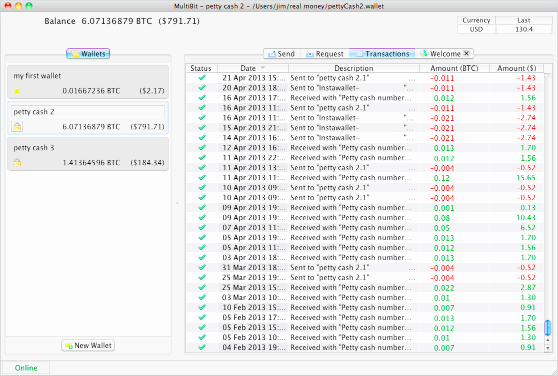 MultiBit - petty cash 2 - /Users/jim/real money/pettyCash2.wallet
Balance 6.07136879 BTC ($791.71)
Currency Last
USD 130.4
Wallets
my first wallet
0.01667236 BTC ($2.17)
petty cash 2
6.07136879 BTC ($791.71)
petty cash 3
1.41364596 BTC ($184.34)
New Wallet
Online
Send Request Transactions Welcome
Status Date Description Amount (BTC) Amount ($)
21 Apr 2013 15:... Sent to "petty cash 2.1" ... -0.011 -1.43
20 Apr 2013 18:... Sent to "Instawallet- "... -0.011 -1.43
16 Apr 2013 17:... Received with "Petty cash number... 0.012 1.56
16 Apr 2013 11:... Sent to "petty cash 2.1" ... -0.011 -1.43
16 Apr 2013 11:... Sent to "Instawallet- "... -0.021 -2.74
15 Apr 2013 21:... Sent to "Instawallet- "... -0.021 -2.74
14 Apr 2013 15:... Sent to "Instawallet- "... -0.021 -2.74
12 Apr 2013 16:... Received with "Petty cash number... 0.013 1.70
11 Apr 2013 22:... Received with "Petty cash number... 0.012 1.56
11 Apr 2013 13:... Sent to "petty cash 2.1" ... -0.004 -0.52
11 Apr 2013 11:... Received with "Petty cash number... 0.12 15.65
10 Apr 2013 09:... Sent to "petty cash 2.1" ... -0.004 -0.52
10 Apr 2013 09:... Sent to "petty cash 2.1" ... -0.004 -0.52
09 Apr 2013 19:... Received with "Petty cash number... 0.001 0.13
09 Apr 2013 19:... Received with "Petty cash number... 0.08 10.43
07 Apr 2013 11:... Received with "Petty cash number... 0.05 6.52
05 Apr 2013 17:... Received with "Petty cash number... 0.013 1.70
05 Apr 2013 11:... Received with "Petty cash number... 0.012 1.56
03 Apr 2013 18:... Received with "Petty cash number... 0.013 1.70
31 Mar 2013 18:... Sent to "petty cash 2.1" ... -0.004 -0.52
25 Mar 2013 19:... Sent to "petty cash 2.1" ... -0.004 -0.52
25 Mar 2013 15:... Received with "Petty cash number... 0.022 2.87
03 Mar 2013 10:... Received with "Petty cash number... 0.01 1.30
10 Feb 2013 15:... Received with "Petty cash number... 0.007 0.91
05 Feb 2013 17:... Received with "Petty cash number... 0.013 1.70
05 Feb 2013 16:... Received with "Petty cash number... 0.012 1.56
05 Feb 2013 10:... Received with "Petty cash number... 0.01 1.30
04 Feb 2013 19:... Received with "Petty cash number... 0.007 0.91